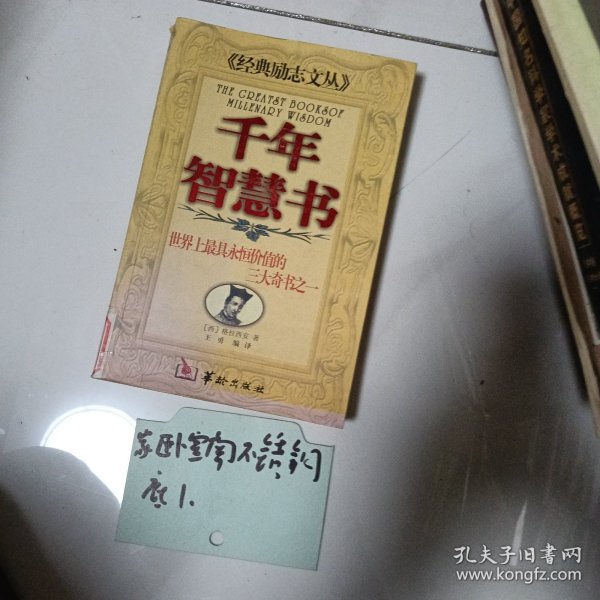 《经典励志文丛》
THE GREATST BOOKSOF
MILLENARY WISDOM
千年
智慧书
世界上最具永恒价值的
三大奇书之一
[西] 格拉西安 著
王勇 编译
华龄出版社
家卧室南不锈钢
底1.
孔夫子旧书网
www.kongfz.com